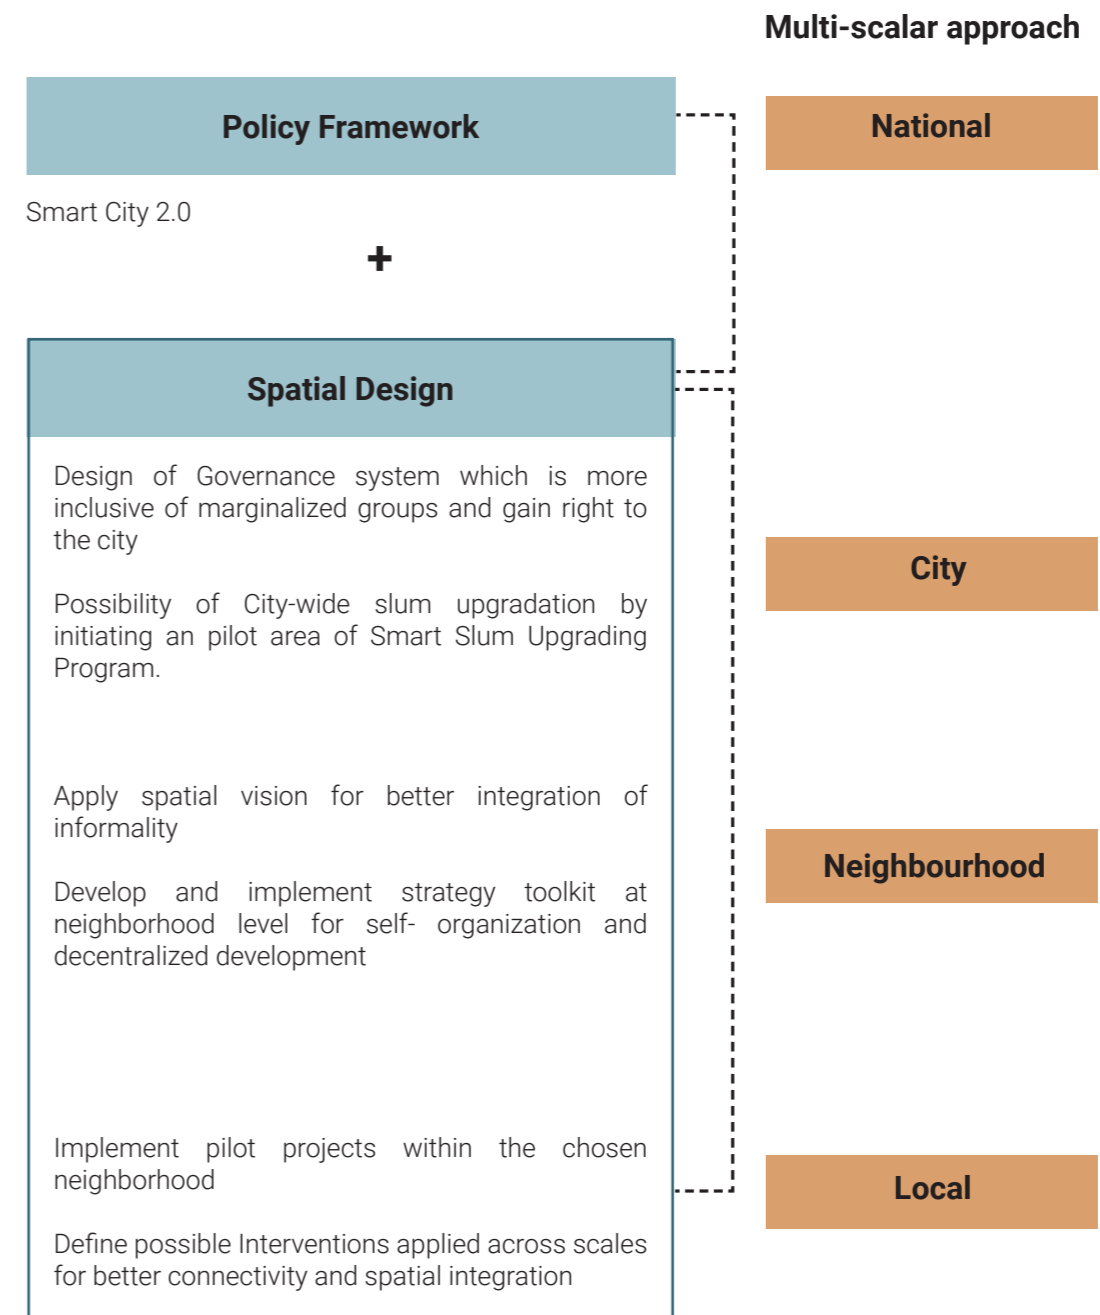 Multi-scalar approach
Policy Framework
National
Smart City 2.0
+
Spatial Design
Design of Governance system which is more
inclusive of marginalized groups and gain right to
the city
Possibility of City-wide slum upgradation by
initiating an pilot area of Smart Slum Upgrading
Program.
City
Apply spatial vision for better integration of
informality
Develop and implement strategy toolkit at
neighborhood level for self- organization and
decentralized development
Neighbourhood
Implement pilot projects within the chosen
neighborhood
Define possible Interventions applied across scales
for better connectivity and spatial integration
Local